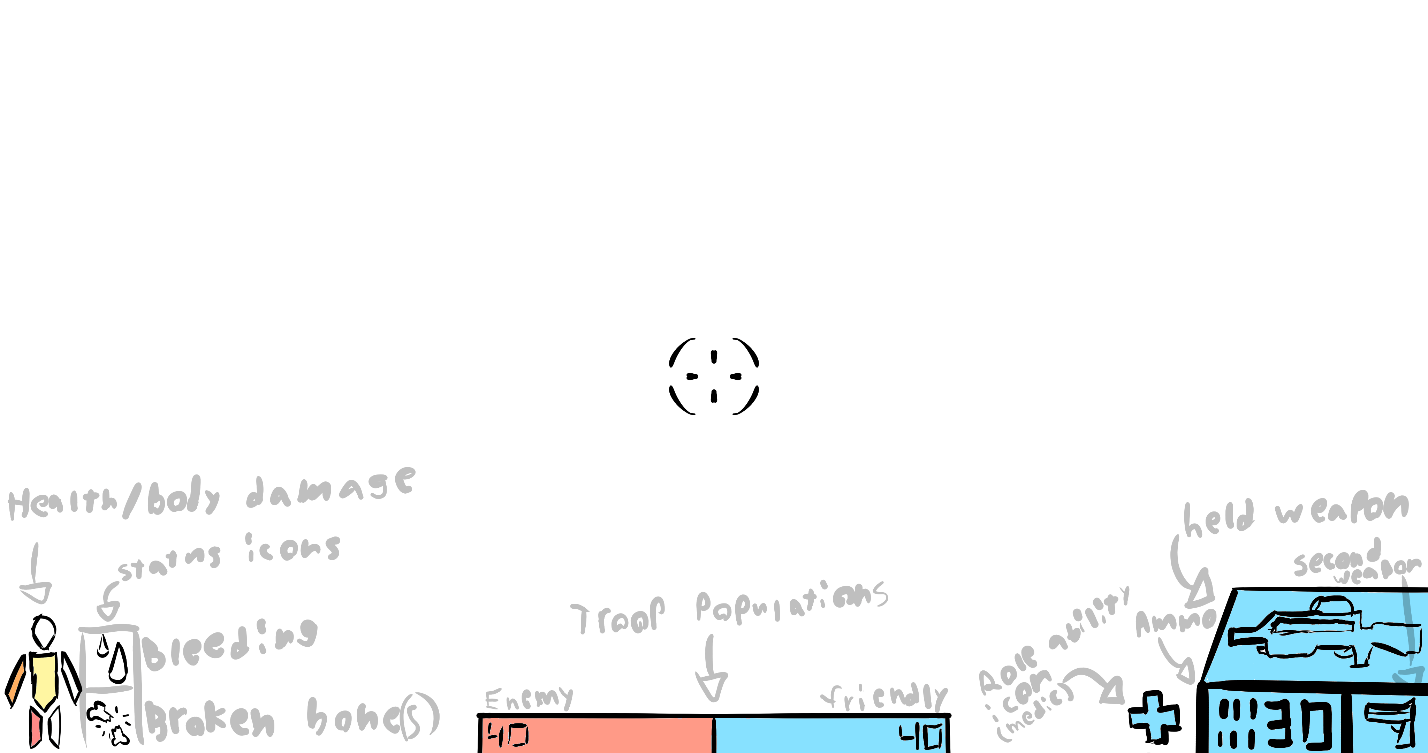 Health/body damage
status icons
Bleeding
Broken bone(s)
Troop Populations
Enemy
friendly
40
40
held weapon
second
weapon
Ammo
Role ability
icon
(medic)
30